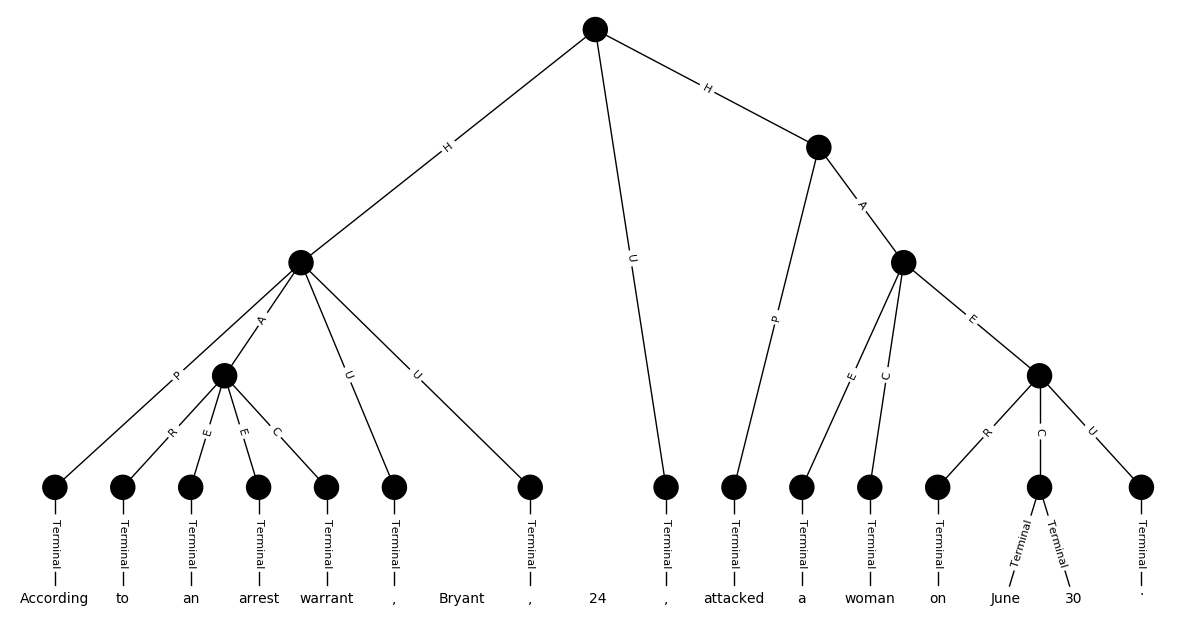 H
H
U
A
P
A
U
U
P
E
C
E
R
E
E
C
R
C
U
Terminal Terminal Terminal Terminal Terminal Terminal Terminal Terminal Terminal Terminal Terminal Terminal Terminal Terminal Terminal
According to an arrest warrant , Bryant , 24 , attacked a woman on June 30 .